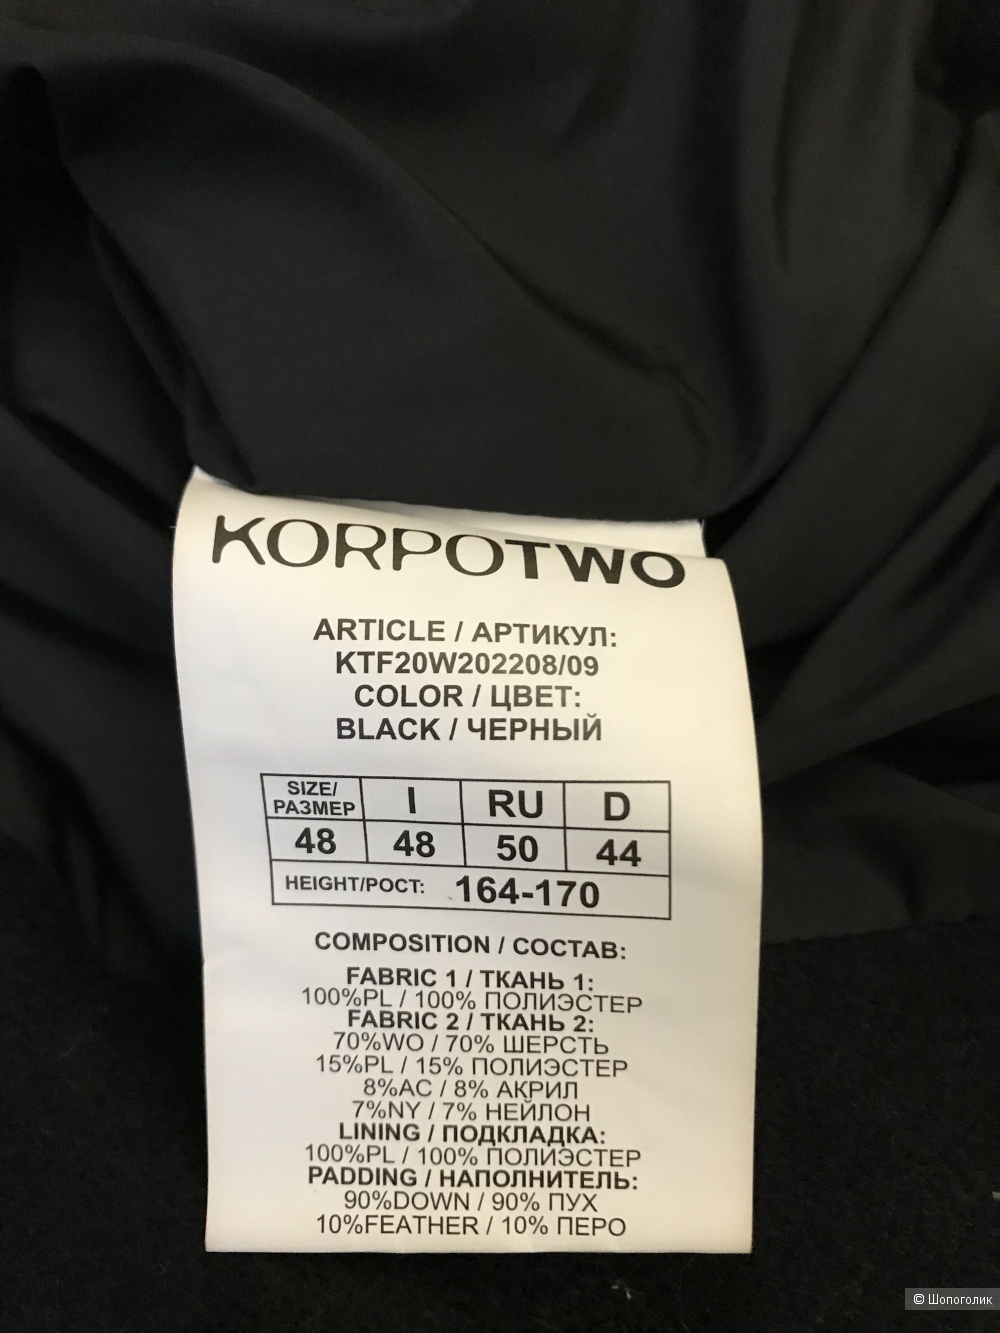 KORPOTWO
ARTICLE / АРТИКУЛ:
KTF20W202208/09
COLOR / ЦВЕТ:
BLACK / ЧЕРНЫЙ
SIZE/ РАЗМЕР I RU D
48 48 50 44
HEIGHT/РОСТ: 164-170
COMPOSITION / СОСТАВ:
FABRIC 1 / ТКАНЬ 1:
100%PL / 100% ПОЛИЭСТЕР
FABRIC 2 / ТКАНЬ 2:
70%WO / 70% ШЕРСТЬ
15%PL / 15% ПОЛИЭСТЕР
8%AC / 8% АКРИЛ
7%NY / 7% НЕЙЛОН
LINING / ПОДКЛАДКА:
100%PL / 100% ПОЛИЭСТЕР
PADDING / НАПОЛНИТЕЛЬ:
90%DOWN / 90% ПУХ
10%FEATHER / 10% ПЕРО
© Шопоголик